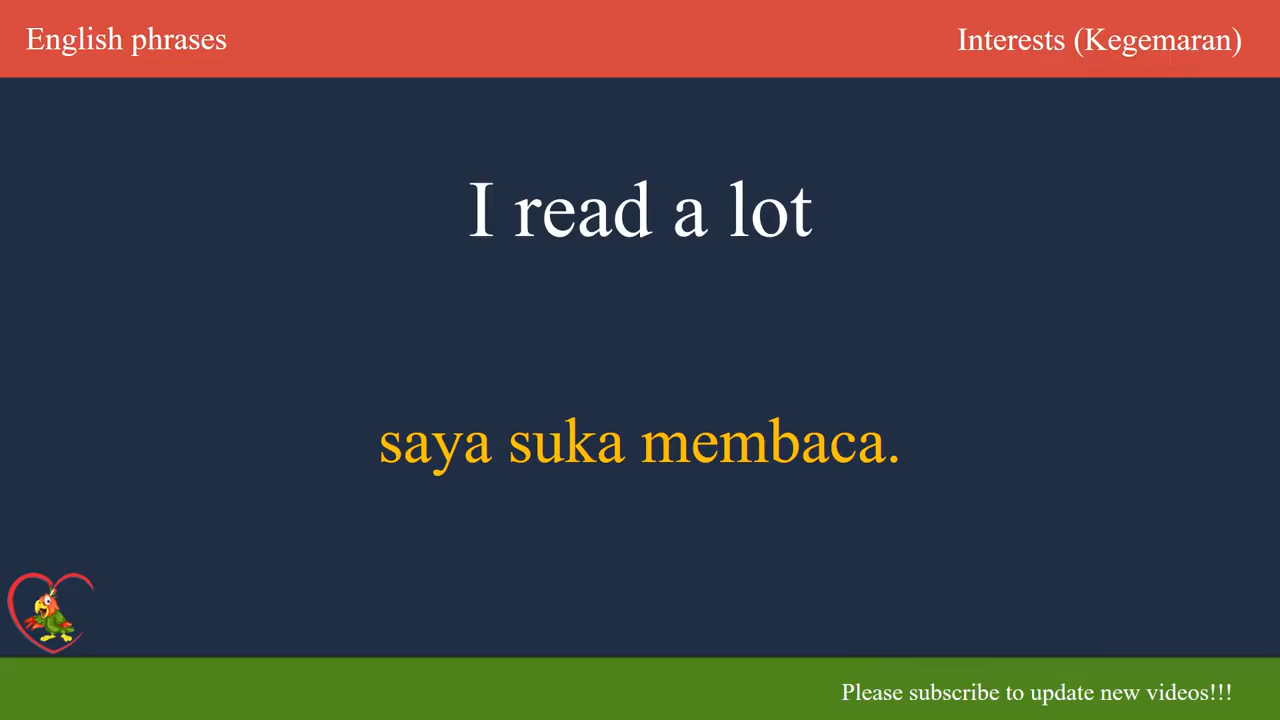 English phrases
Interests (Kegemaran)
I read a lot
saya suka membaca.
Please subscribe to update new videos!!!